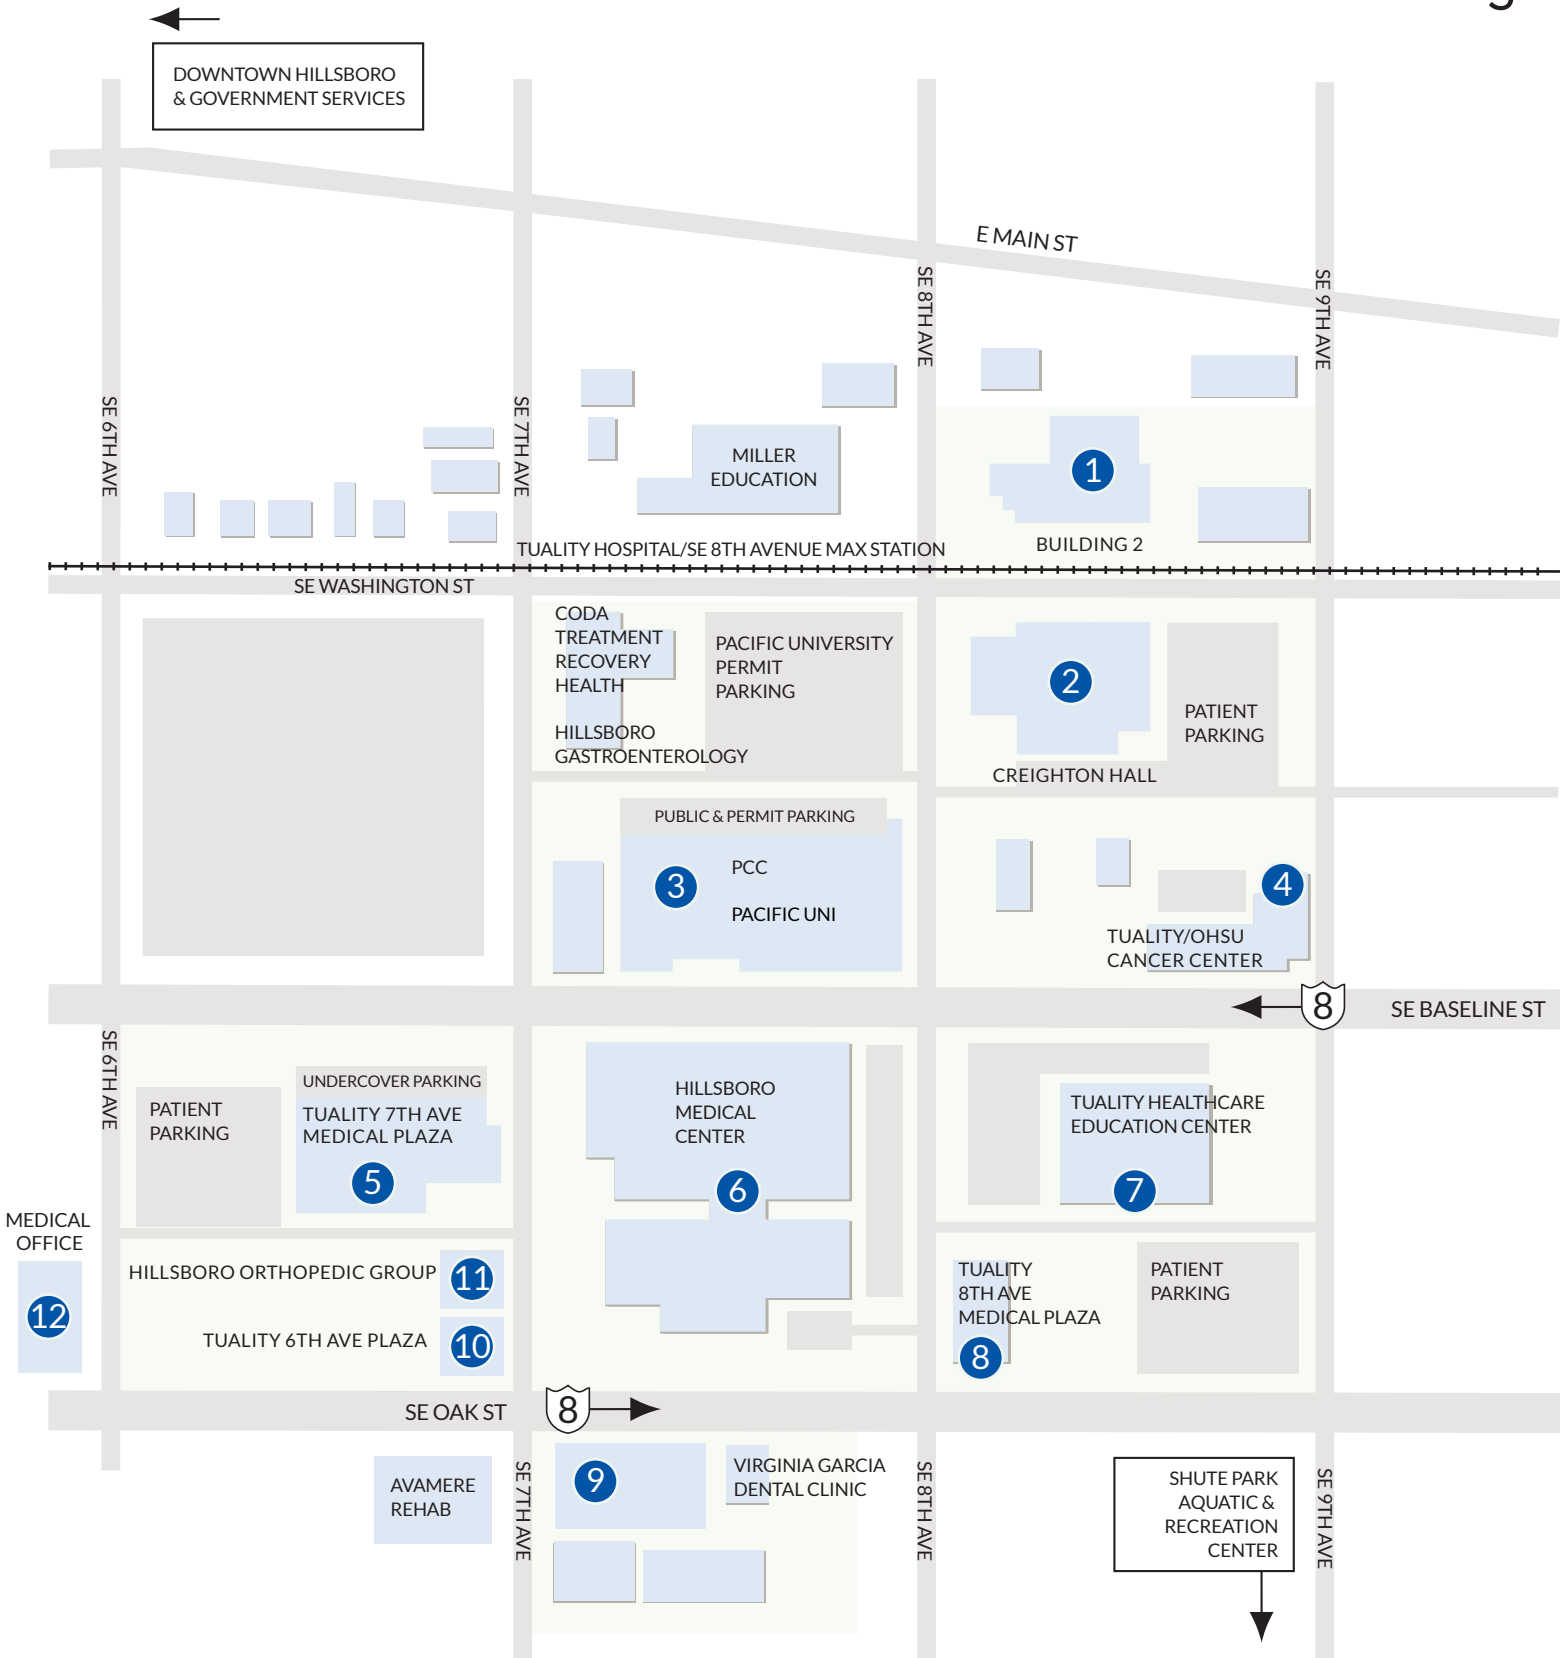 DOWNTOWN HILLSBORO
& GOVERNMENT SERVICES
E MAIN ST
SE 8TH AVE
SE 9TH AVE
SE 6TH AVE
SE 7TH AVE
MILLER
EDUCATION
1
BUILDING 2
TUALITY HOSPITAL/SE 8TH AVENUE MAX STATION
SE WASHINGTON ST
CODA
TREATMENT
RECOVERY
HEALTH
HILLSBORO
GASTROENTEROLOGY
PACIFIC UNIVERSITY
PERMIT
PARKING
2
PATIENT
PARKING
CREIGHTON HALL
PUBLIC & PERMIT PARKING
3
PCC
PACIFIC UNI
4
TUALITY/OHSU
CANCER CENTER
8
SE BASELINE ST
SE 6TH AVE
PATIENT
PARKING
UNDERCOVER PARKING
TUALITY 7TH AVE
MEDICAL PLAZA
5
HILLSBORO
MEDICAL
CENTER
6
TUALITY HEALTHCARE
EDUCATION CENTER
7
MEDICAL
OFFICE
12
HILLSBORO ORTHOPEDIC GROUP
11
TUALITY 6TH AVE PLAZA
10
TUALITY
8TH AVE
MEDICAL PLAZA
8
PATIENT
PARKING
SE OAK ST
8
AVAMERE
REHAB
SE 7TH AVE
9
VIRGINIA GARCIA
DENTAL CLINIC
SE 8TH AVE
SHUTE PARK
AQUATIC &
RECREATION
CENTER
SE 9TH AVE